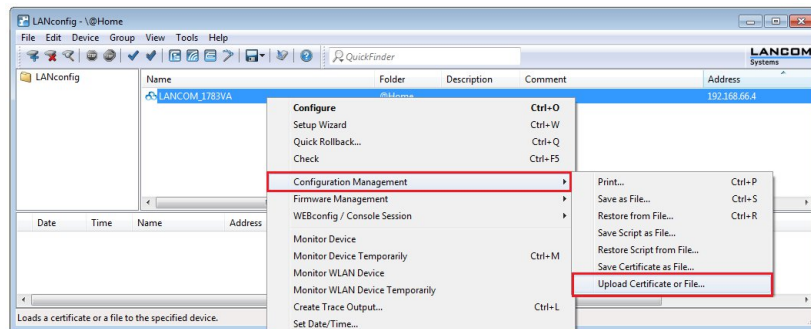 LANconfig - \@Home
File Edit Device Group View Tools Help
QuickFinder
LANCOM
Systems
LANconfig
Name Folder Description Comment Address
LANCOM_1783VA @Home 192.168.66.4
Configure Ctrl+O
Setup Wizard Ctrl+W
Quick Rollback... Ctrl+Q
Check Ctrl+F5
Configuration Management
Firmware Management
WEBconfig / Console Session
Monitor Device
Monitor Device Temporarily Ctrl+M
Monitor WLAN Device
Monitor WLAN Device Temporarily
Create Trace Output... Ctrl+L
Set Date/Time...
Print... Ctrl+P
Save as File... Ctrl+S
Restore from File... Ctrl+R
Save Script as File...
Restore Script from File...
Save Certificate as File...
Upload Certificate or File...
Date Time Name Address
Loads a certificate or a file to the specified device.